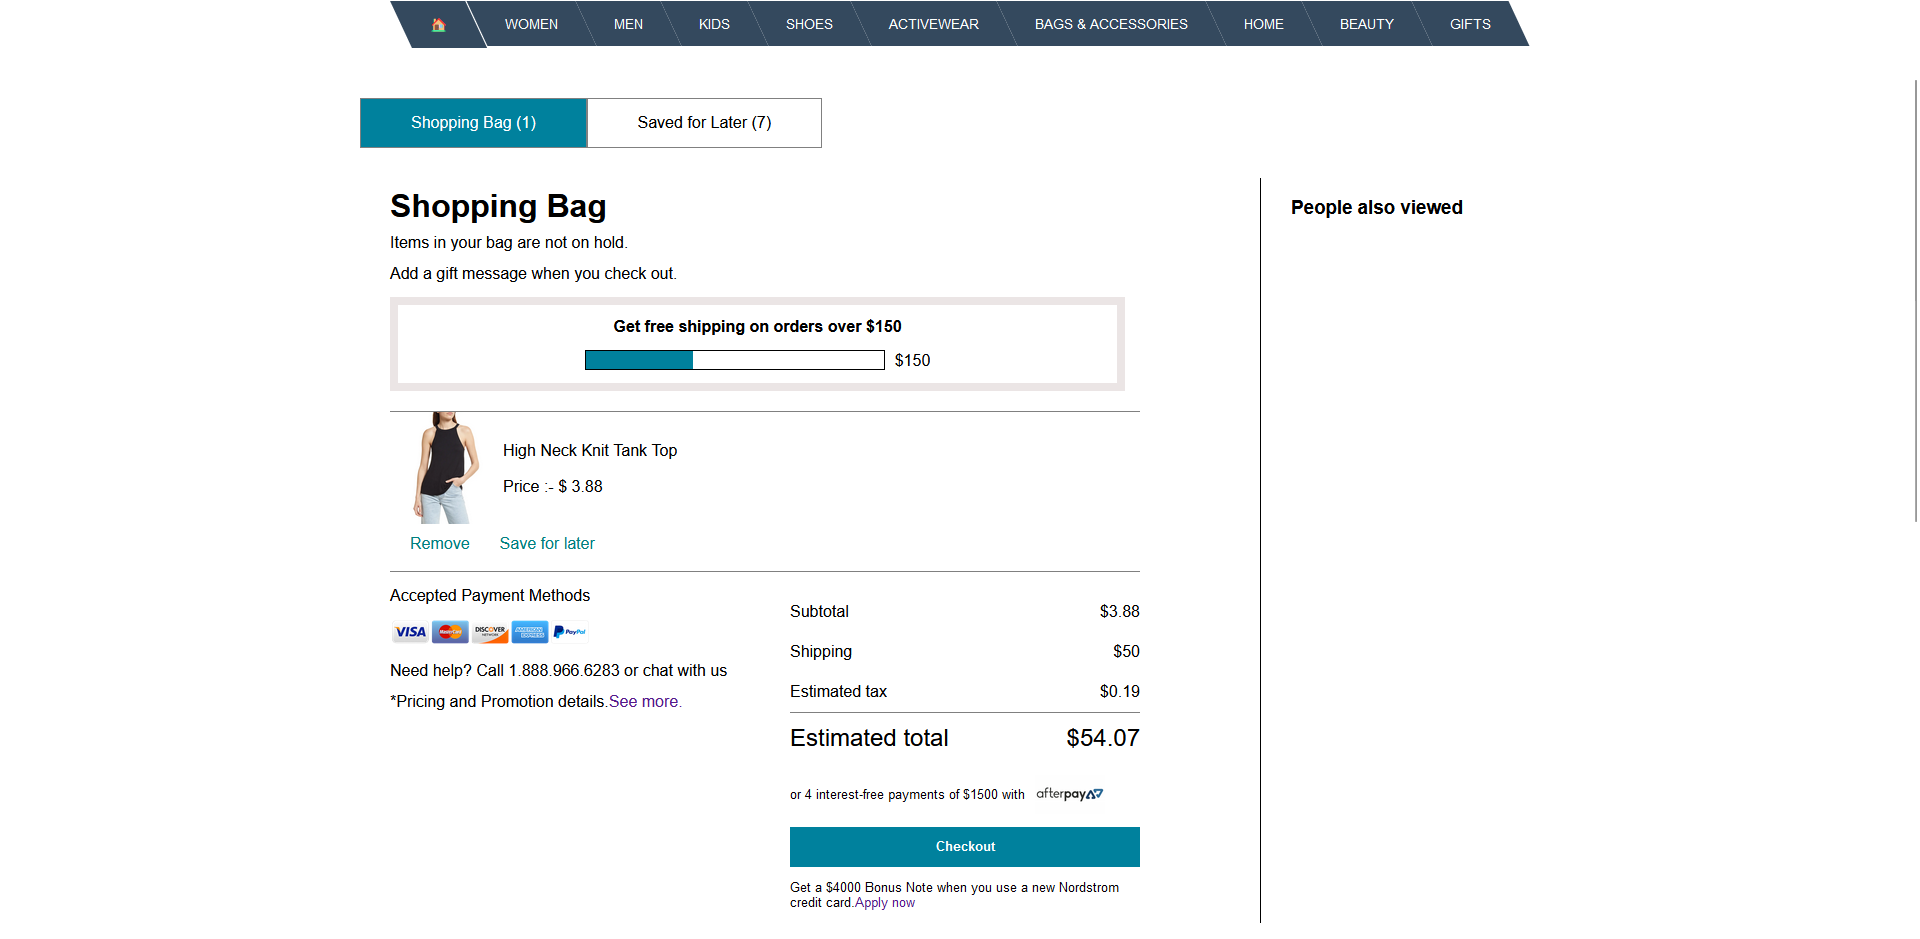 WOMEN MEN KIDS SHOES ACTIVEWEAR BAGS & ACCESSORIES HOME BEAUTY GIFTS
Shopping Bag (1) Saved for Later (7)
Shopping Bag
People also viewed
Items in your bag are not on hold.
Add a gift message when you check out.
Get free shipping on orders over $150
$150
High Neck Knit Tank Top
Price :- $ 3.88
Remove Save for later
Accepted Payment Methods
VISA MasterCard DISCOVER NETWORK AMERICAN EXPRESS PayPal
Need help? Call 1.888.966.6283 or chat with us
*Pricing and Promotion details.See more.
Subtotal $3.88
Shipping $50
Estimated tax $0.19
Estimated total $54.07
or 4 interest-free payments of $1500 with afterpay
Checkout
Get a $4000 Bonus Note when you use a new Nordstrom
credit card.Apply now